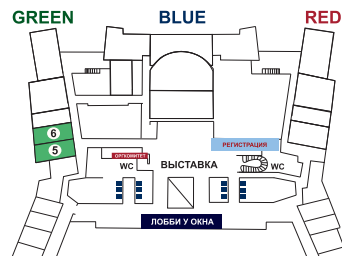 GREEN BLUE RED
6
5
РЕГИСТРАЦИЯ
ОРГКОМИТЕТ
WC ВЫСТАВКА WC
ЛОББИ У ОКНА